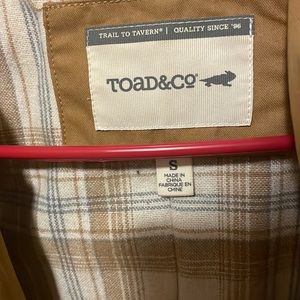 TRAIL TO TAVERN® | QUALITY SINCE '96
TOAD&CO®
S
MADE IN
CHINA
FABRIQUÉ EN
CHINE